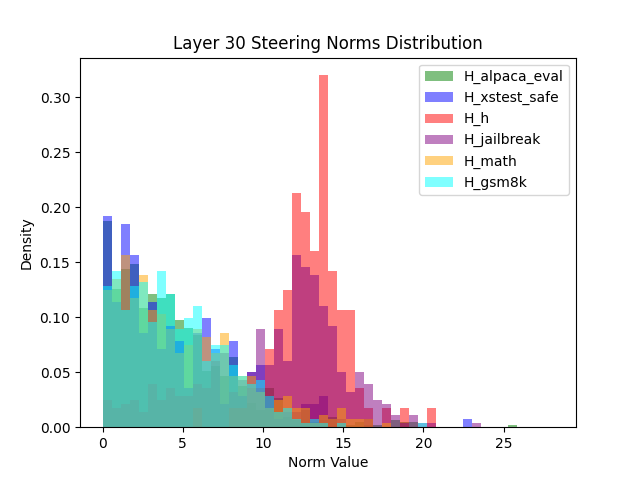 Layer 30 Steering Norms Distribution
H_alpaca_eval
H_xstest_safe
H_h
H_jailbreak
H_math
H_gsm8k
0.30
0.25
0.20
0.15
0.10
0.05
0.00
Density
0 5 10 15 20 25
Norm Value